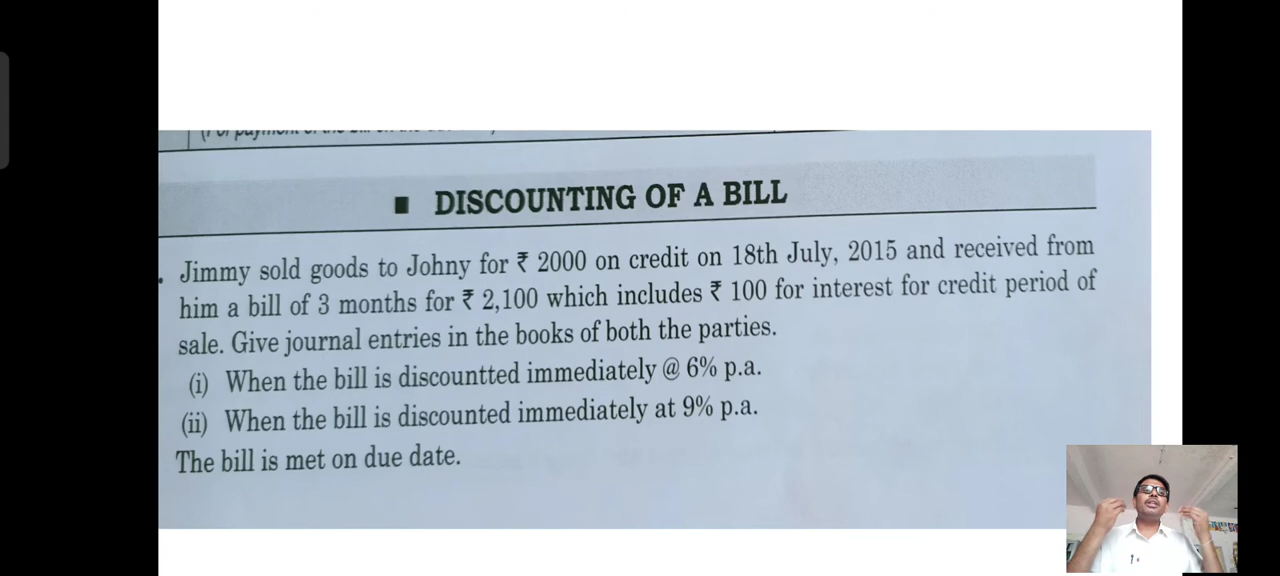 ■ DISCOUNTING OF A BILL
Jimmy sold goods to Johny for ₹ 2000 on credit on 18th July, 2015 and received from
him a bill of 3 months for ₹ 2,100 which includes ₹ 100 for interest for credit period of
sale. Give journal entries in the books of both the parties.
(i) When the bill is discountted immediately @ 6% p.a.
(ii) When the bill is discounted immediately at 9% p.a.
The bill is met on due date.